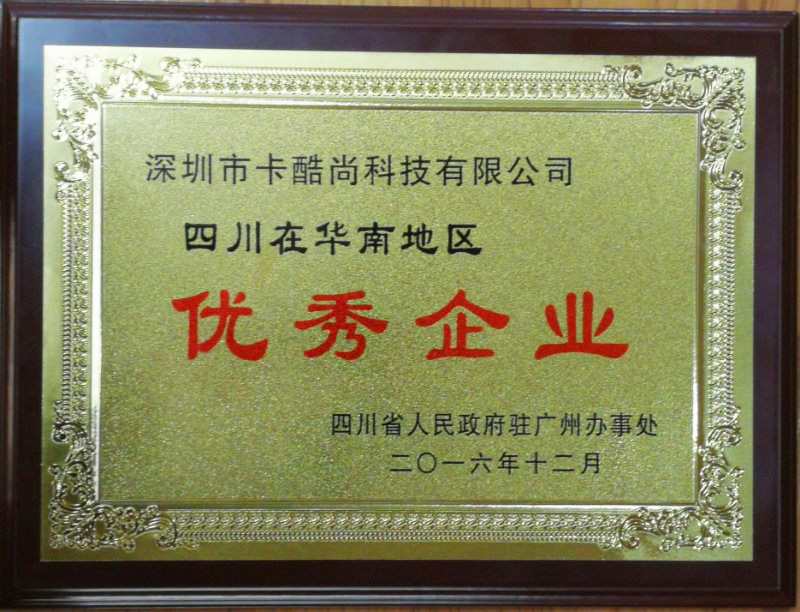 深圳市卡酷尚科技有限公司
四川在华南地区
优秀企业
四川省人民政府驻广州办事处
二〇一六年十二月